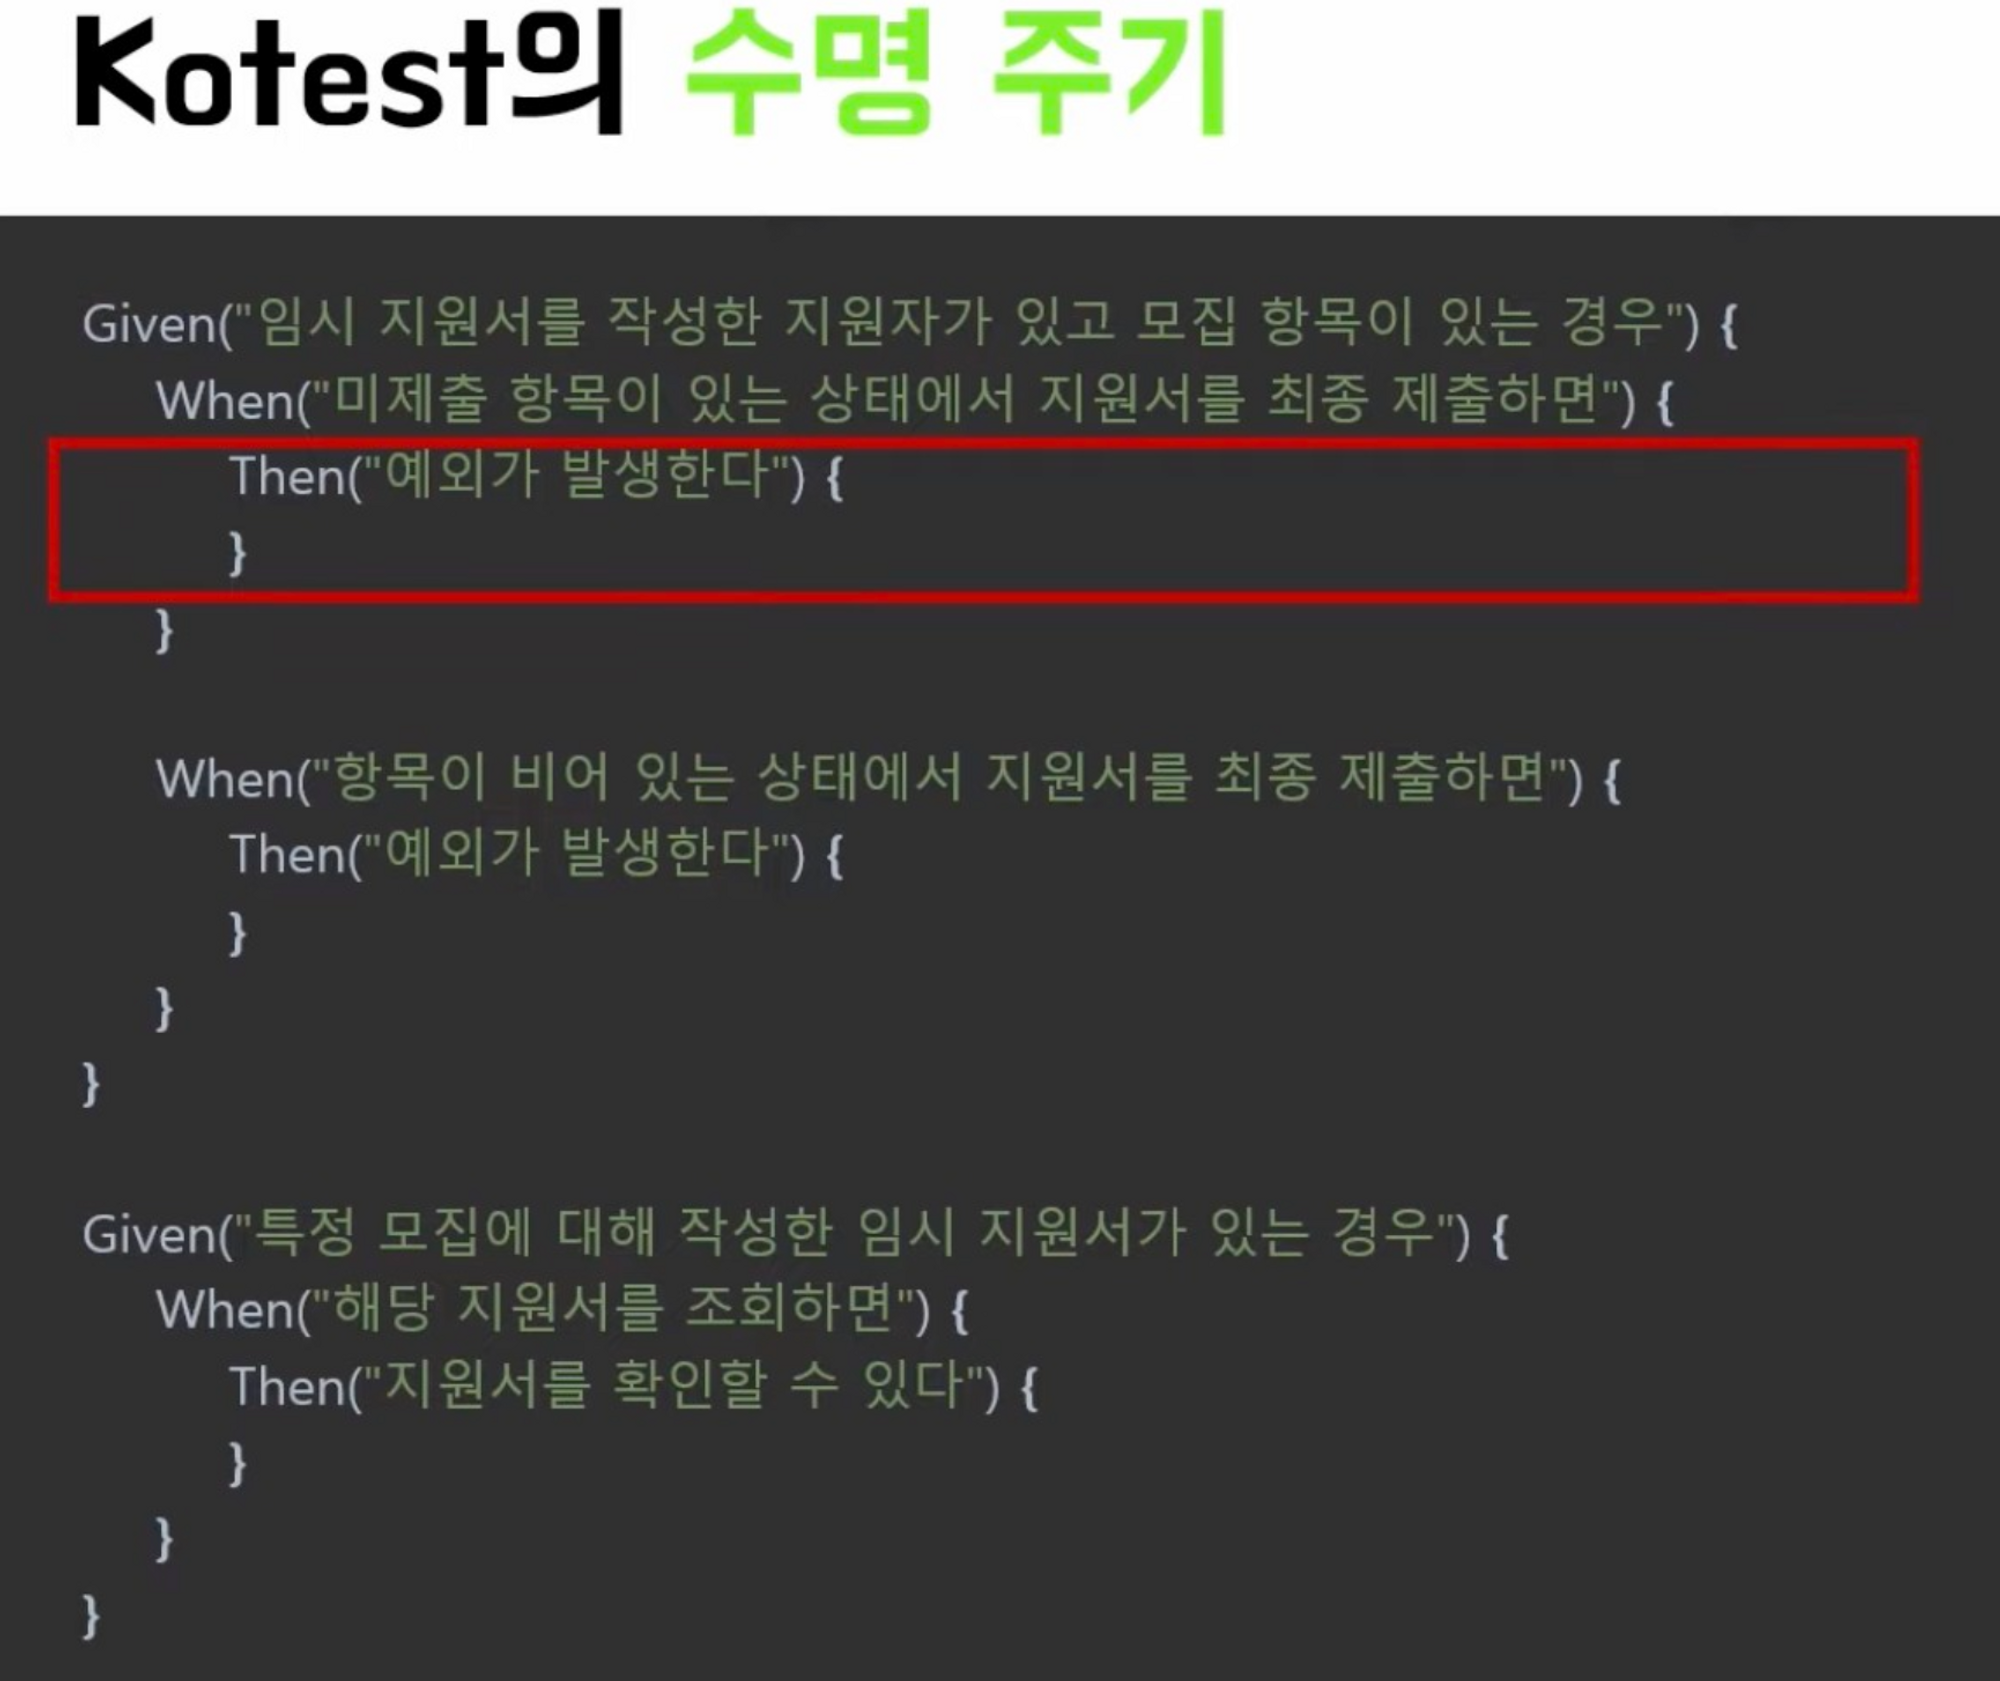 Kotest의 수명 주기
Given("임시 지원서를 작성한 지원자가 있고 모집 항목이 있는 경우") {
When("미제출 항목이 있는 상태에서 지원서를 최종 제출하면") {
Then("예외가 발생한다") {
}
}
When("항목이 비어 있는 상태에서 지원서를 최종 제출하면") {
Then("예외가 발생한다") {
}
}
}
Given("특정 모집에 대해 작성한 임시 지원서가 있는 경우") {
When("해당 지원서를 조회하면") {
Then("지원서를 확인할 수 있다") {
}
}
}